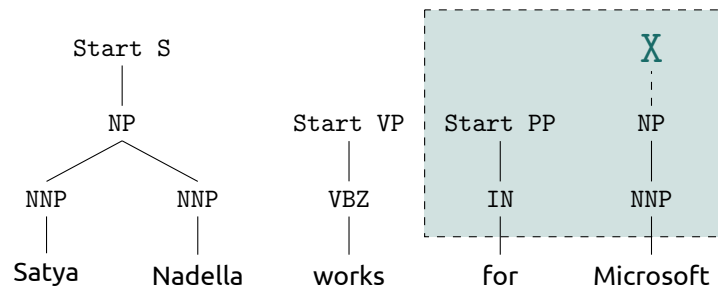 Start S X
NP Start VP Start PP NP
NNP NNP VBZ IN NNP
Satya Nadella works for Microsoft